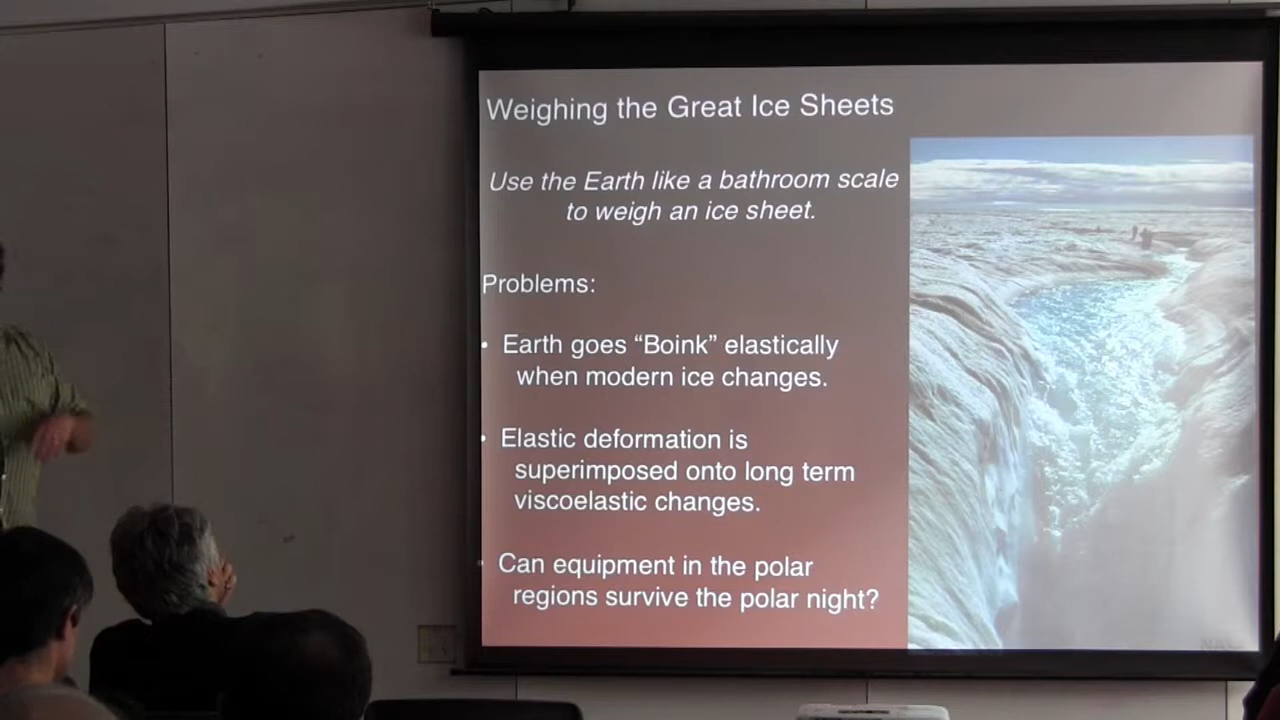 Weighing the Great Ice Sheets
Use the Earth like a bathroom scale
to weigh an ice sheet.
Problems:
• Earth goes “Boink” elastically
when modern ice changes.
• Elastic deformation is
superimposed onto long term
viscoelastic changes.
• Can equipment in the polar
regions survive the polar night?